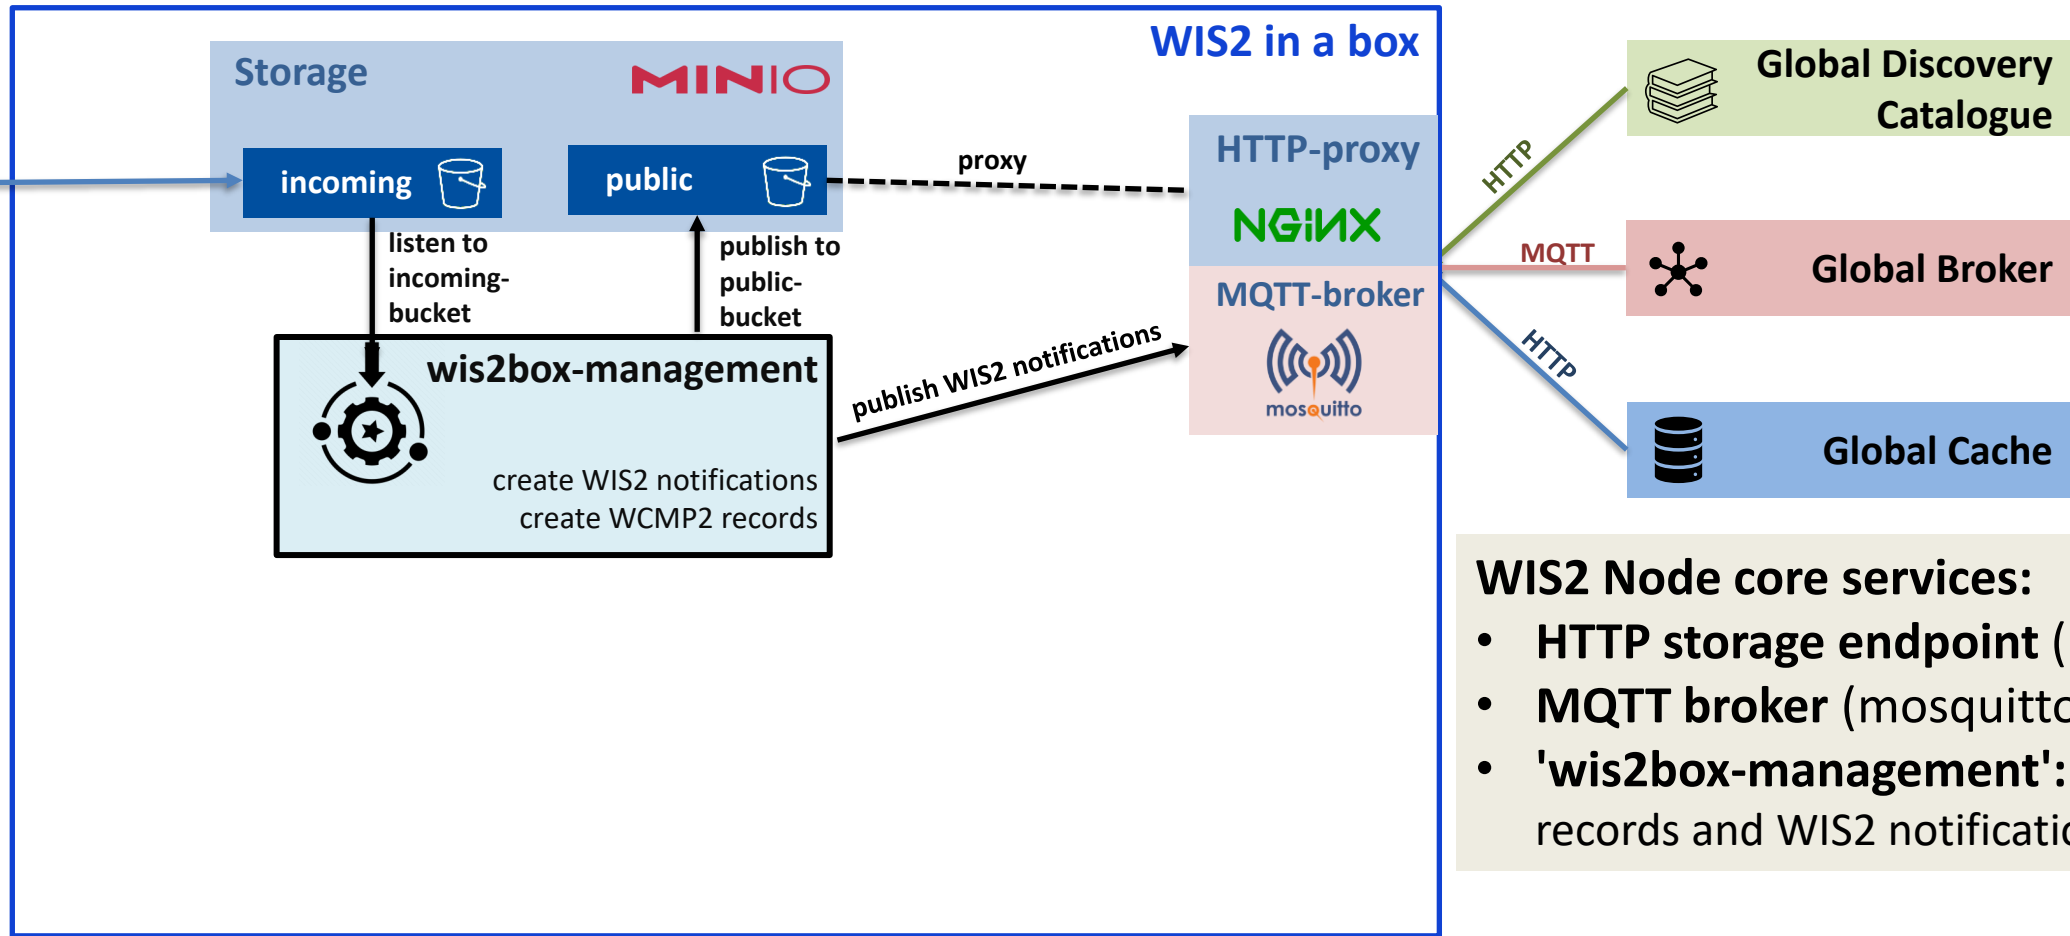 WIS2 in a box
Storage
MINIO
incoming
public
proxy
HTTP-proxy
NGiNX
MQTT-broker
mosquitto
listen to
incoming-
bucket
publish to
public-
bucket
wis2box-management
create WIS2 notifications
create WCMP2 records
publish WIS2 notifications
HTTP
MQTT
HTTP
Global Discovery
Catalogue
Global Broker
Global Cache
WIS2 Node core services:
• HTTP storage endpoint (
• MQTT broker (mosquitto
• 'wis2box-management':
records and WIS2 notificatio